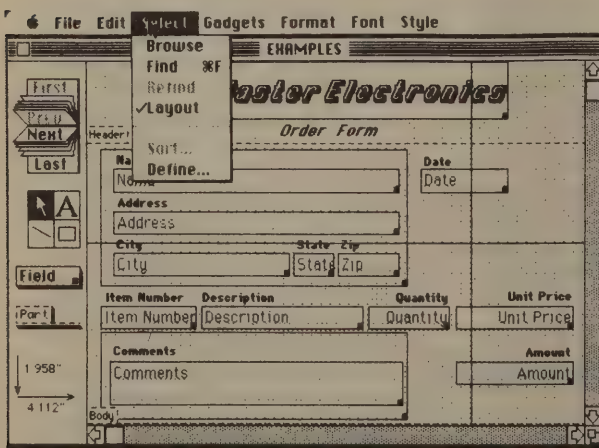 File Edit Select Gadgets Format Font Style
EXAMPLES
Browse
Find ⌘F
Refind
✓Layout
Sort...
Define...
Master Electronics
Order Form
First
Prev
Next
Last
Header
Date
Name
Date
Address
Address
City State Zip
City State Zip
A
Field
Part
Item Number Description Quantity Unit Price
Item Number Description Quantity Unit Price
Comments Amount
Comments Amount
1.958"
4.112"
Body